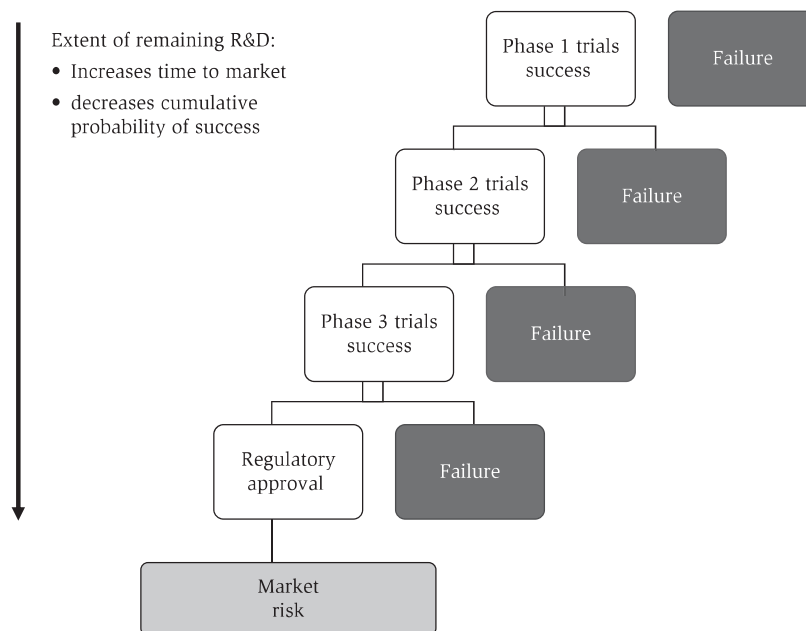 Extent of remaining R&D:
• Increases time to market
• decreases cumulative
probability of success
Phase 1 trials
success
Failure
Phase 2 trials
success
Failure
Phase 3 trials
success
Failure
Regulatory
approval
Failure
Market
risk